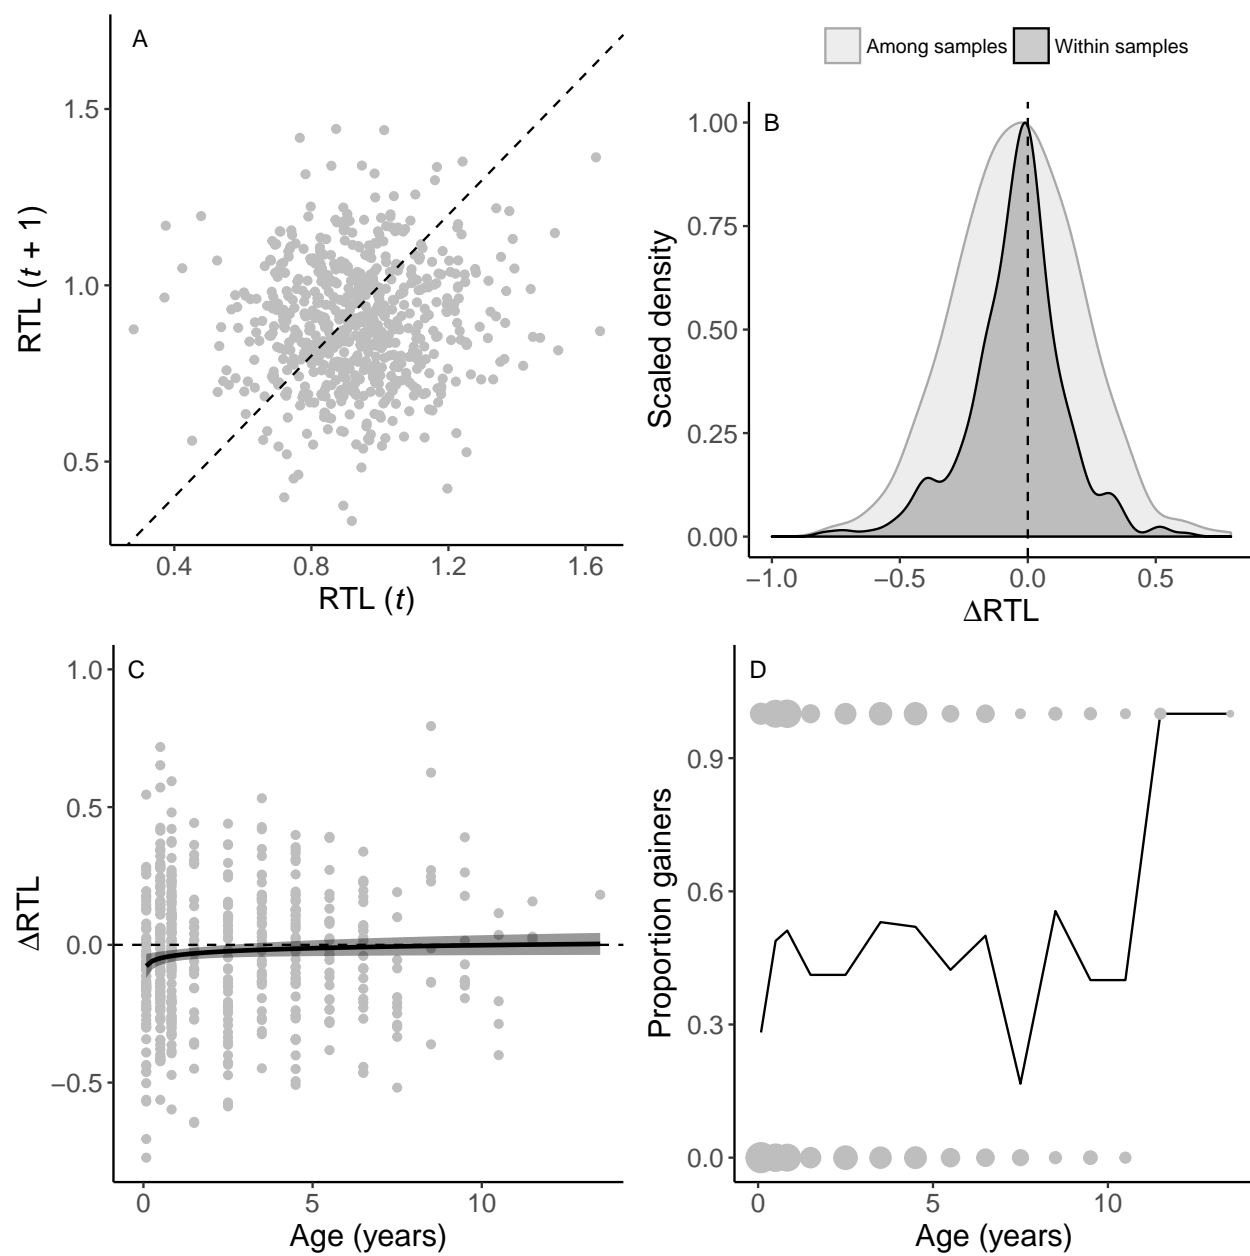 A
1.5
1.0
0.5
RTL (t + 1)
0.4 0.8 1.2 1.6
RTL (t)
Among samples Within samples
B
1.00
0.75
0.50
0.25
0.00
Scaled density
−1.0 −0.5 0.0 0.5
ΔRTL
C
1.0
0.5
0.0
−0.5
ΔRTL
0 5 10
Age (years)
D
0.9
0.6
0.3
0.0
Proportion gainers
0 5 10
Age (years)